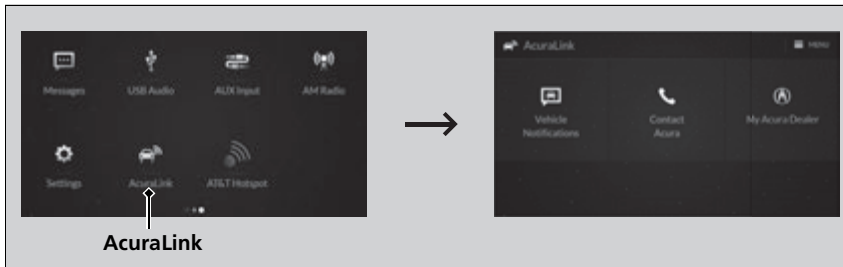 Messages USB Audio AUX Input AM Radio
Settings AcuraLink AT&T Hotspot
AcuraLink
AcuraLink MENU
Vehicle Notifications
Contact Acura
My Acura Dealer